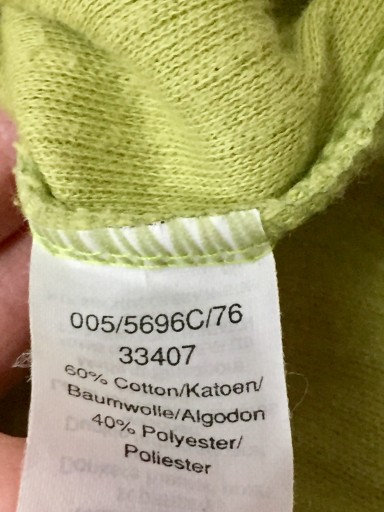 005/5696C/76
33407
60% Cotton/Katoen/
Baumwolle/Algodon
40% Polyester/
Poliester